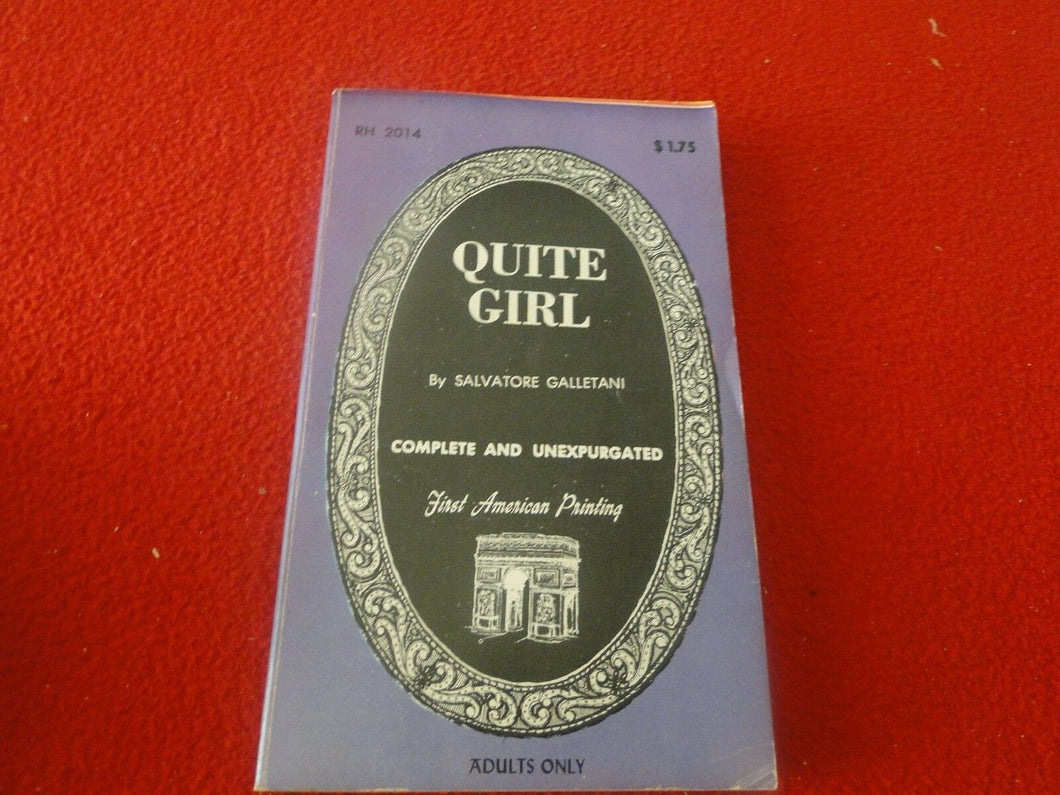 RH 2014
$1.75
QUITE
GIRL
By SALVATORE GALLETANI
COMPLETE AND UNEXPURGATED
First American Printing
ADULTS ONLY